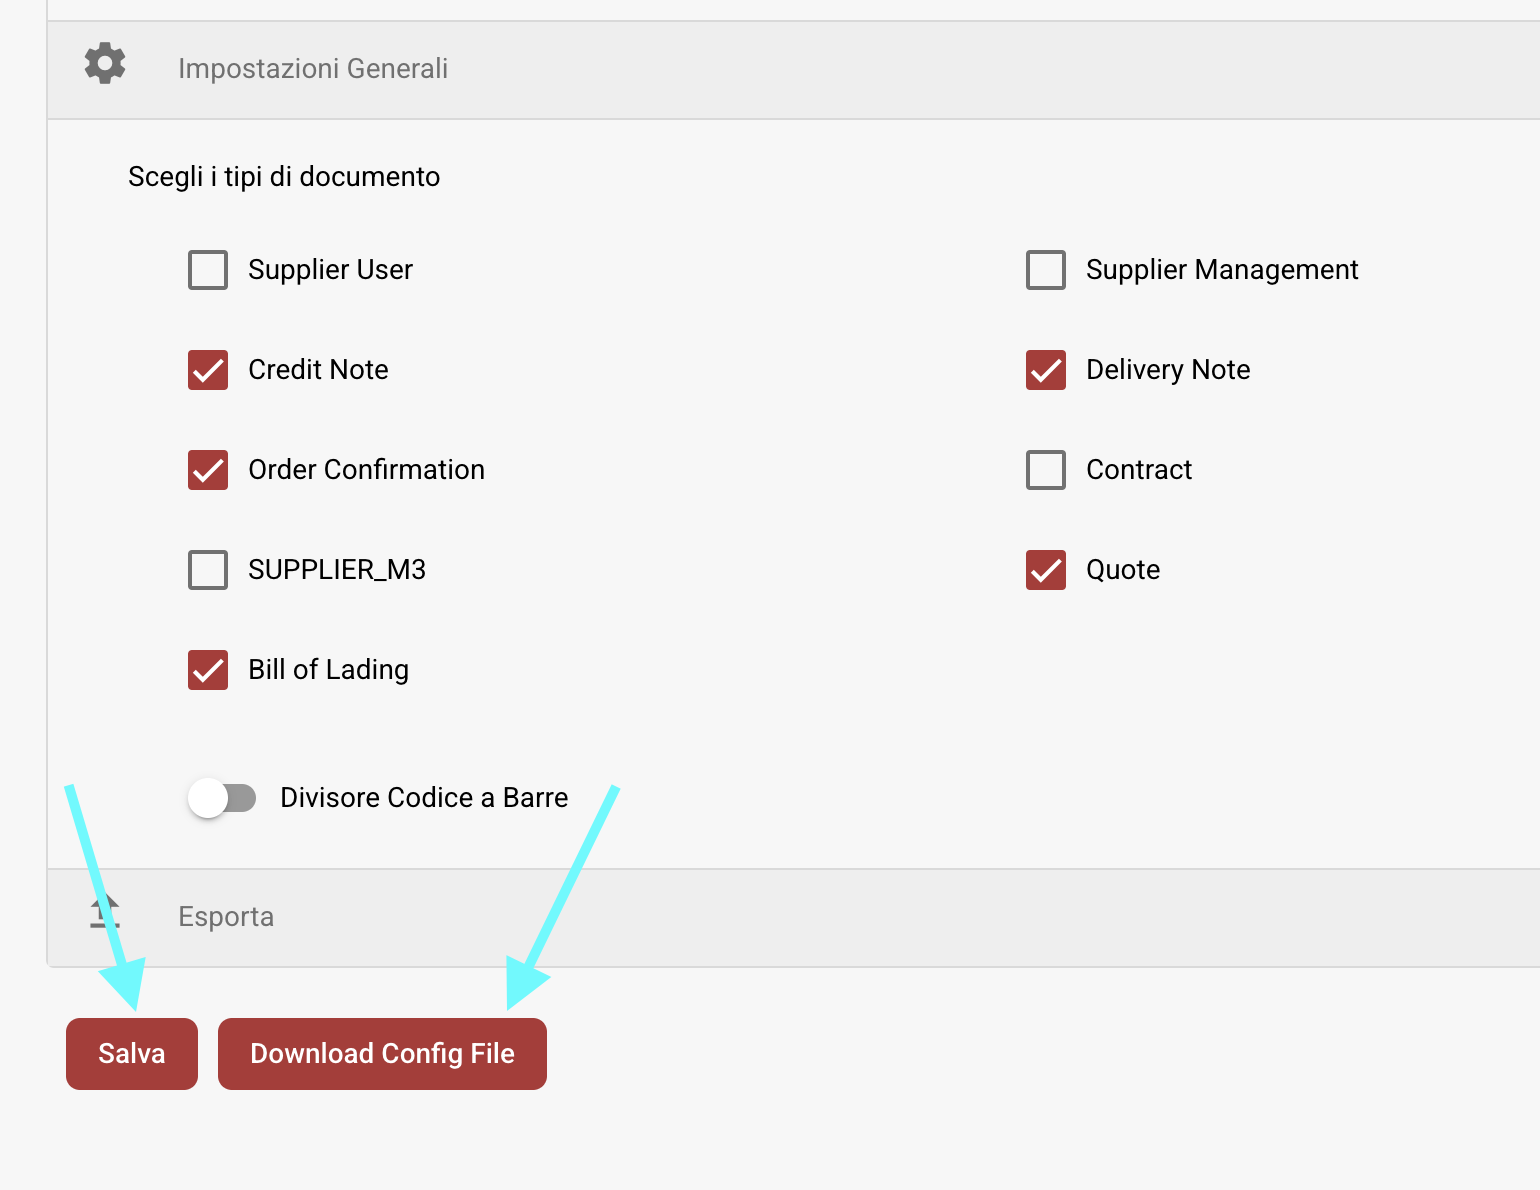 Impostazioni Generali
Scegli i tipi di documento
Supplier User
Supplier Management
Credit Note
Delivery Note
Order Confirmation
Contract
SUPPLIER_M3
Quote
Bill of Lading
Divisore Codice a Barre
Esporta
Salva
Download Config File